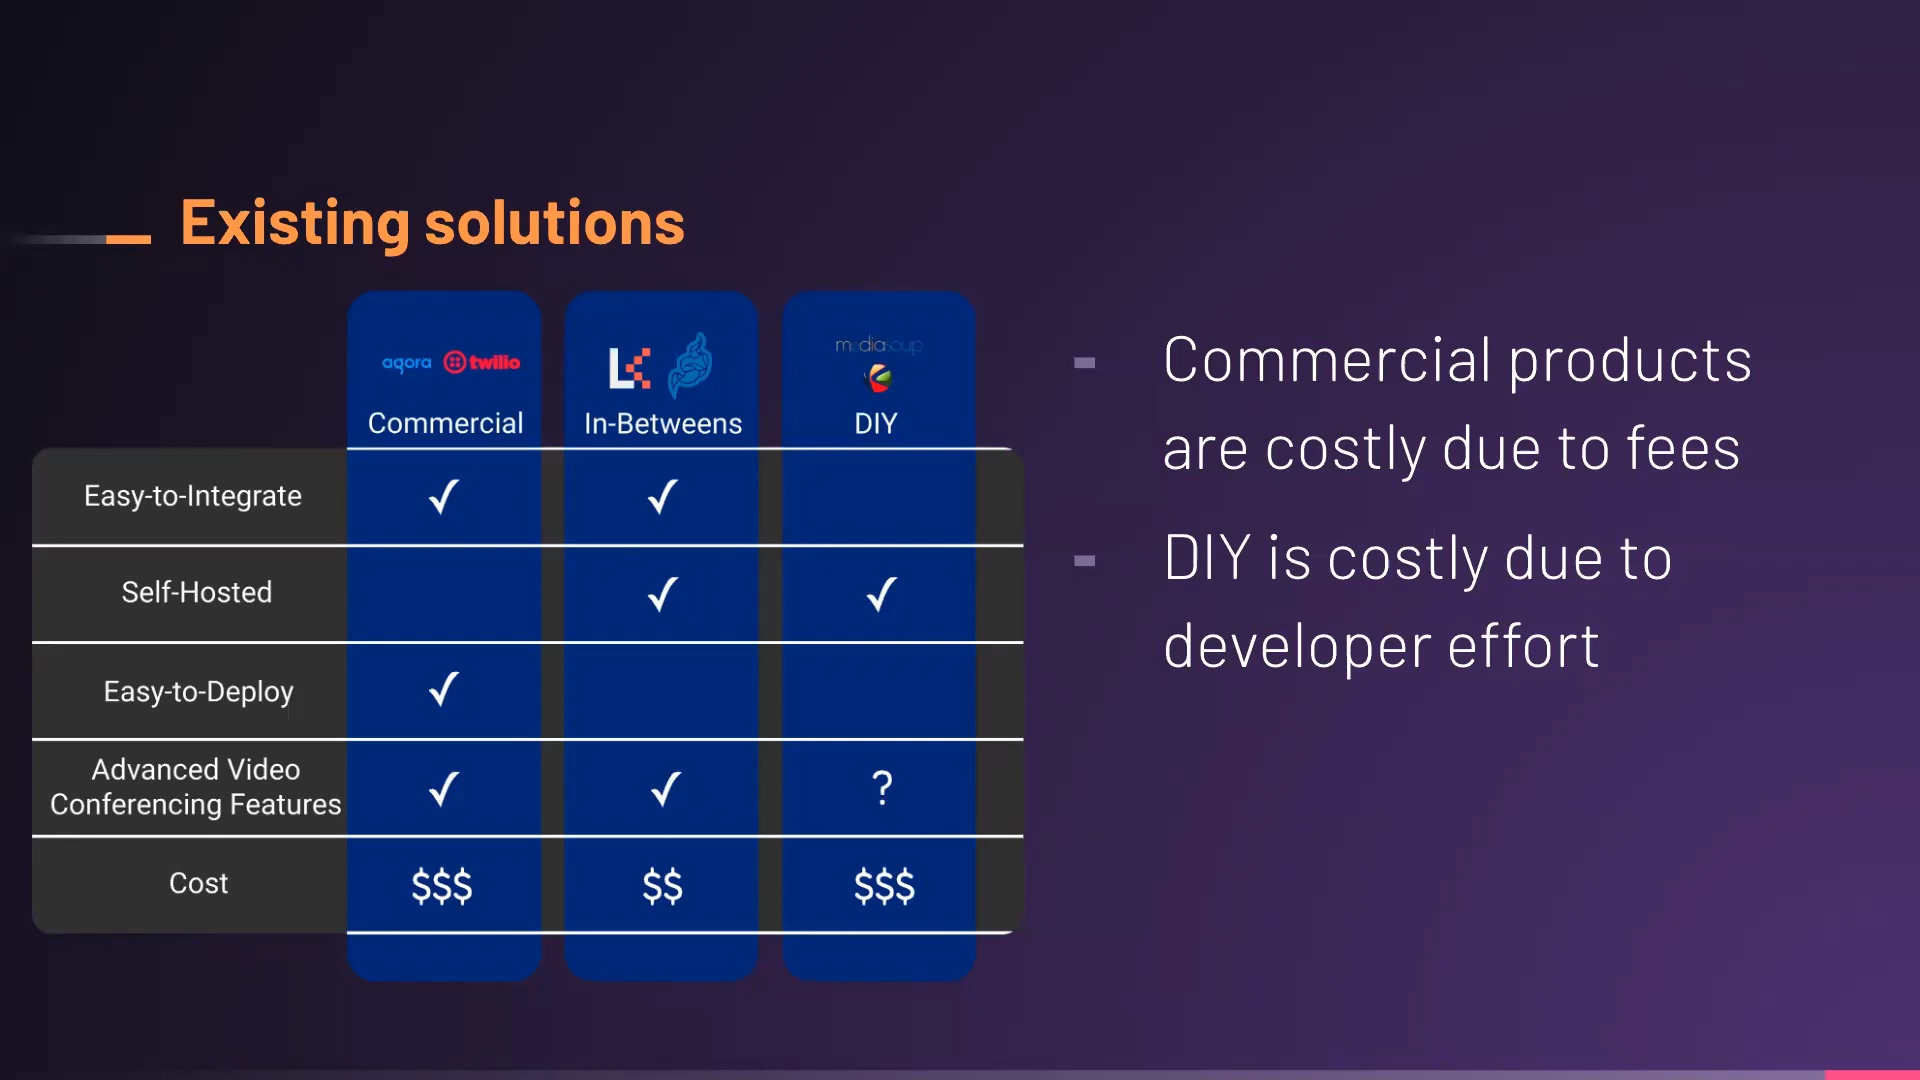 Existing solutions
agora twilio
mediasoup
Commercial In-Betweens DIY
Easy-to-Integrate ✓ ✓
Self-Hosted ✓ ✓
Easy-to-Deploy ✓
Advanced Video
Conferencing Features ✓ ✓ ?
Cost $$$ $$ $$$
- Commercial products
are costly due to fees
- DIY is costly due to
developer effort